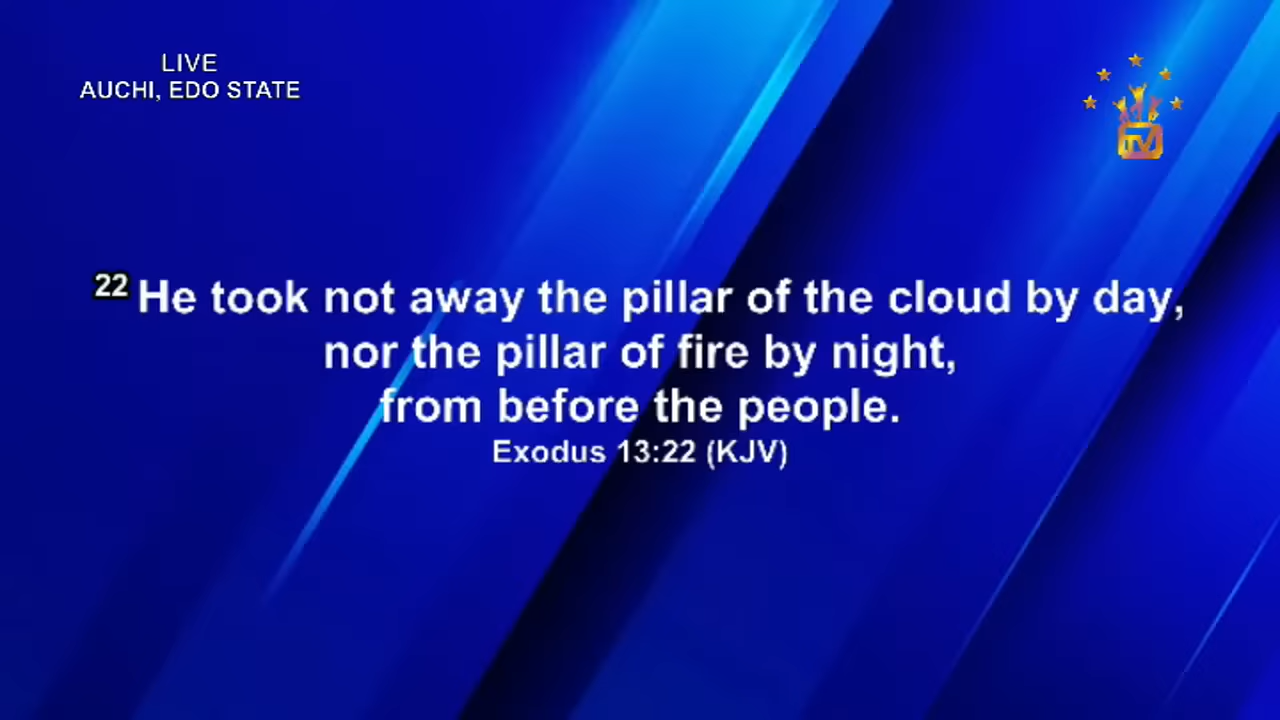 LIVE
AUCHI, EDO STATE
TV
22 He took not away the pillar of the cloud by day,
nor the pillar of fire by night,
from before the people.
Exodus 13:22 (KJV)